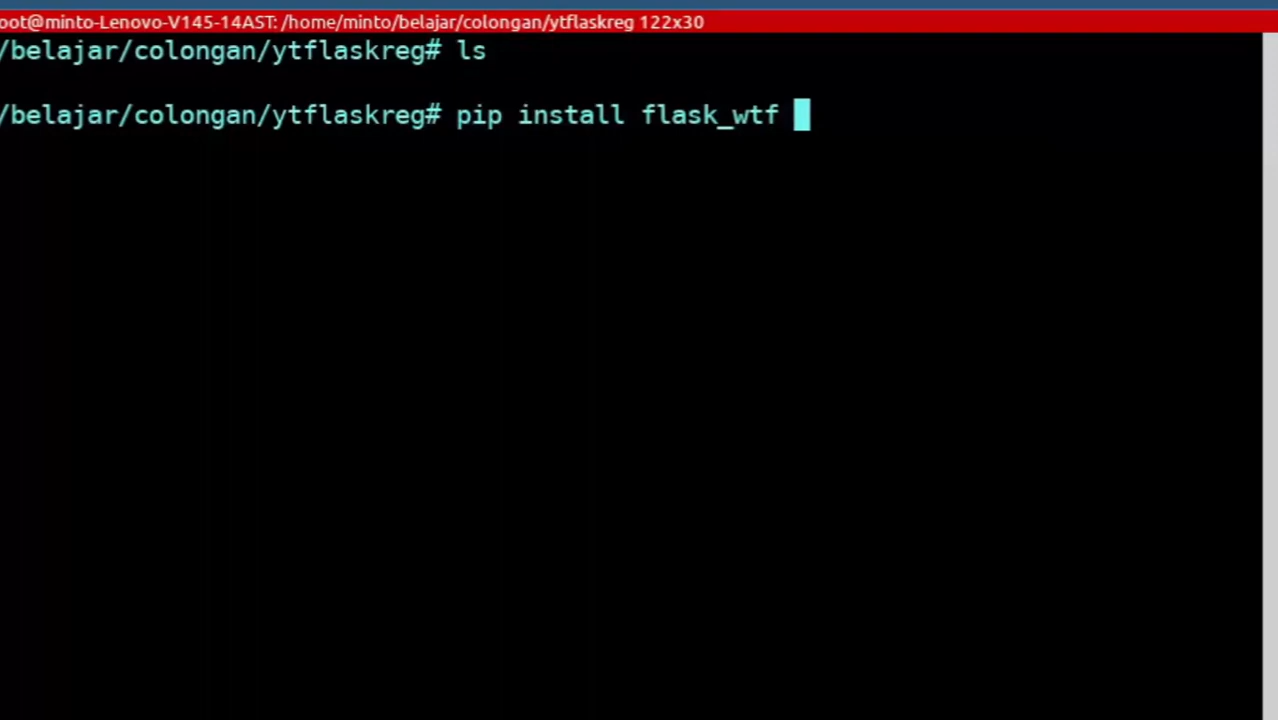 oot@minto-Lenovo-V145-14AST: /home/minto/belajar/colongan/ytflaskreg 122x30
/belajar/colongan/ytflaskreg# ls
/belajar/colongan/ytflaskreg# pip install flask_wtf